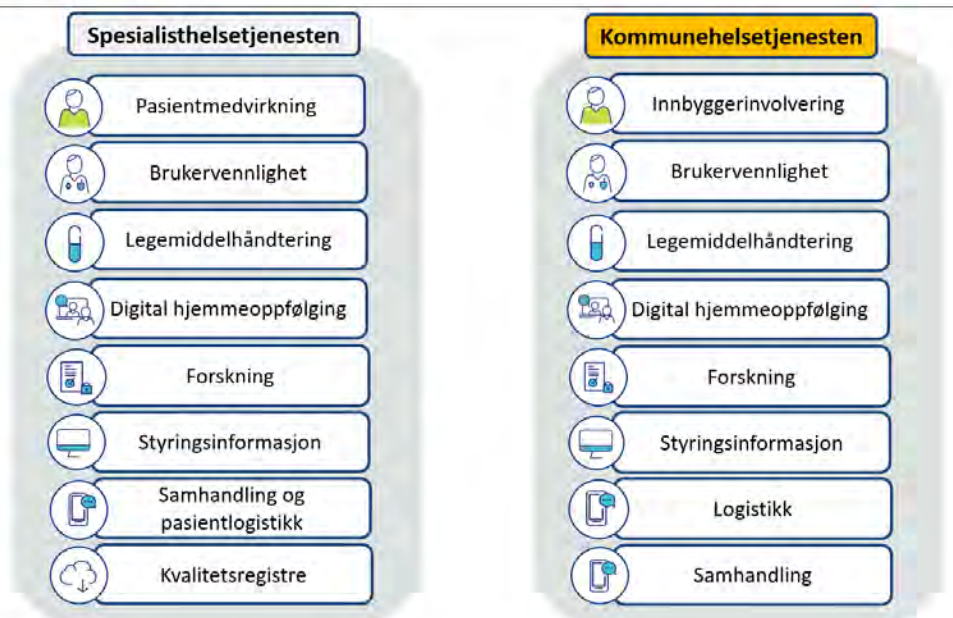 Spesialisthelsetjenesten
Pasientmedvirkning
Brukervennlighet
Legemiddelhåndtering
Digital hjemmeoppfølging
Forskning
Styringsinformasjon
Samhandling og
pasientlogistikk
Kvalitetsregistre
Kommunehelsetjenesten
Innbyggerinvolvering
Brukervennlighet
Legemiddelhåndtering
Digital hjemmeoppfølging
Forskning
Styringsinformasjon
Logistikk
Samhandling